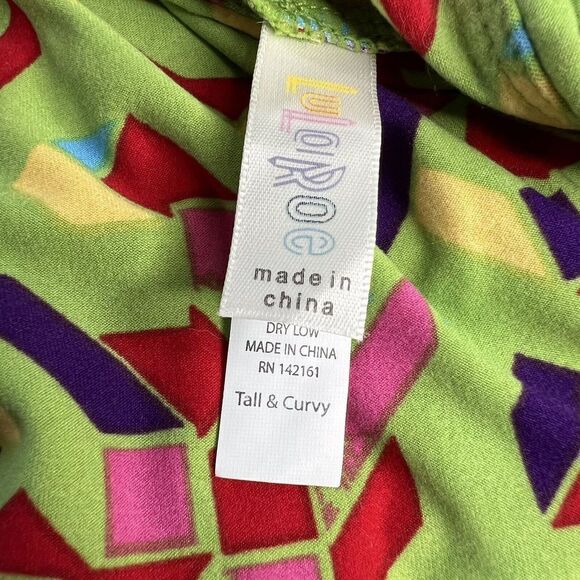 LuLaRoe
made in
china
DRY LOW
MADE IN CHINA
RN 142161
Tall & Curvy